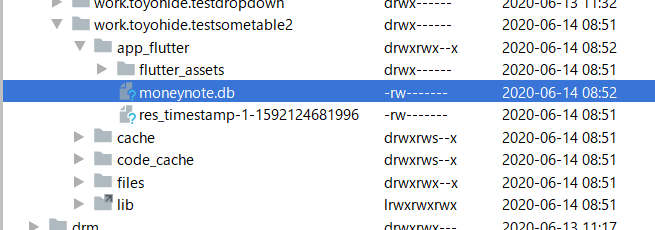 work.toyohide.testdropdown drwx------ 2020-06-13 11:32
work.toyohide.testsometable2 drwx------ 2020-06-14 08:51
app_flutter drwxrwx--x 2020-06-14 08:52
flutter_assets drwx------ 2020-06-14 08:51
moneynote.db -rw------- 2020-06-14 08:52
res_timestamp-1-1592124681996 -rw------- 2020-06-14 08:51
cache drwxrws--x 2020-06-14 08:51
code_cache drwxrws--x 2020-06-14 08:51
files drwxrwx--x 2020-06-14 08:51
lib lrwxrwxrwx 2020-06-14 08:51
drm drwxrwx--- 2020-06-13 11:17